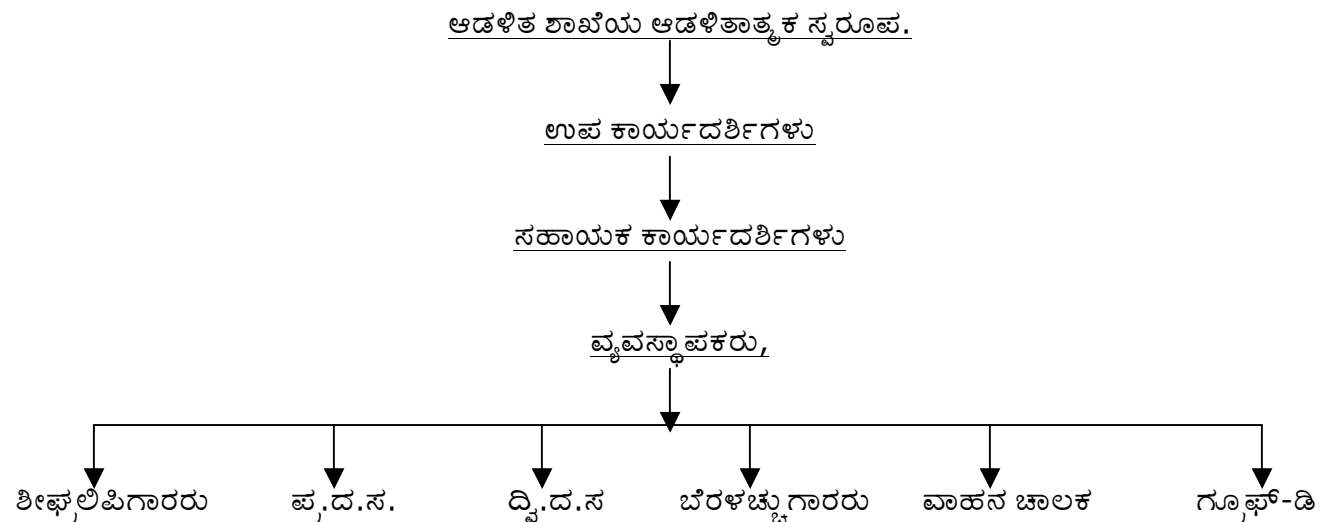 ಆಡಳಿತ ಶಾಖೆಯ ಆಡಳಿತಾತ್ಮಕ ಸ್ವರೂಪ.
ಉಪ ಕಾರ್ಯದರ್ಶಿಗಳು
ಸಹಾಯಕ ಕಾರ್ಯದರ್ಶಿಗಳು
ವ್ಯವಸ್ಥಾಪಕರು,
ಶೀಘ್ರಲಿಪಿಗಾರರು ಪ್ರ.ದ.ಸ. ದ್ವಿ.ದ.ಸ ಬೆರಳಚ್ಚುಗಾರರು ವಾಹನ ಚಾಲಕ ಗ್ರೂಫ್-ಡಿ